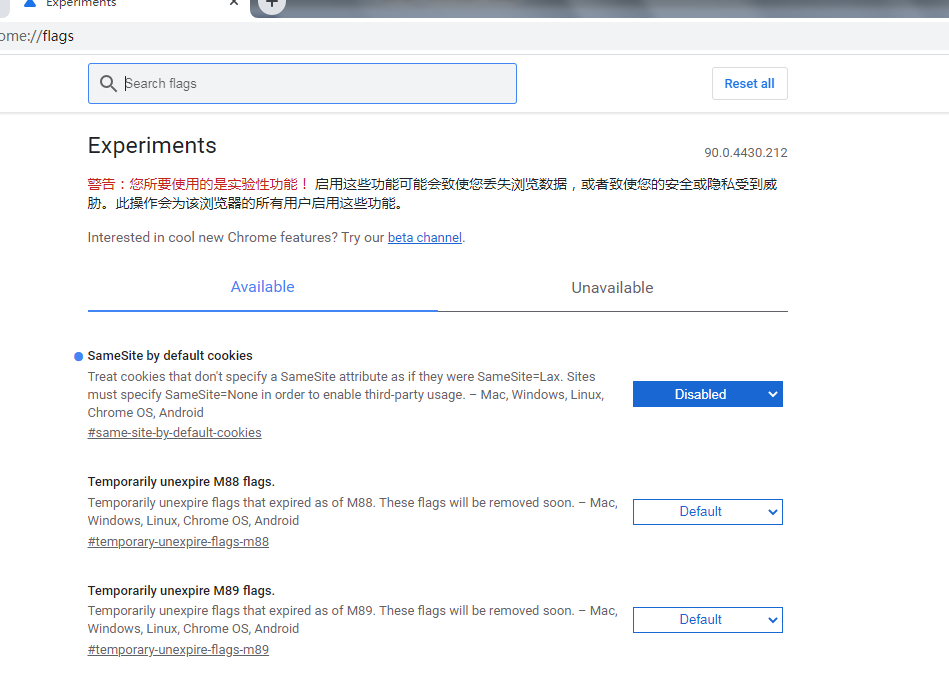 Experiments
ome://flags
Search flags
Reset all
Experiments
90.0.4430.212
警告：您所要使用的是实验性功能！ 启用这些功能可能会致使您丢失浏览数据，或者致使您的安全或隐私受到威
胁。此操作会为该浏览器的所有用户启用这些功能。
Interested in cool new Chrome features? Try our beta channel.
Available
Unavailable
SameSite by default cookies
Treat cookies that don't specify a SameSite attribute as if they were SameSite=Lax. Sites
must specify SameSite=None in order to enable third-party usage. – Mac, Windows, Linux,
Chrome OS, Android
#same-site-by-default-cookies
Disabled
Temporarily unexpire M88 flags.
Temporarily unexpire flags that expired as of M88. These flags will be removed soon. – Mac,
Windows, Linux, Chrome OS, Android
#temporary-unexpire-flags-m88
Default
Temporarily unexpire M89 flags.
Temporarily unexpire flags that expired as of M89. These flags will be removed soon. – Mac,
Windows, Linux, Chrome OS, Android
#temporary-unexpire-flags-m89
Default